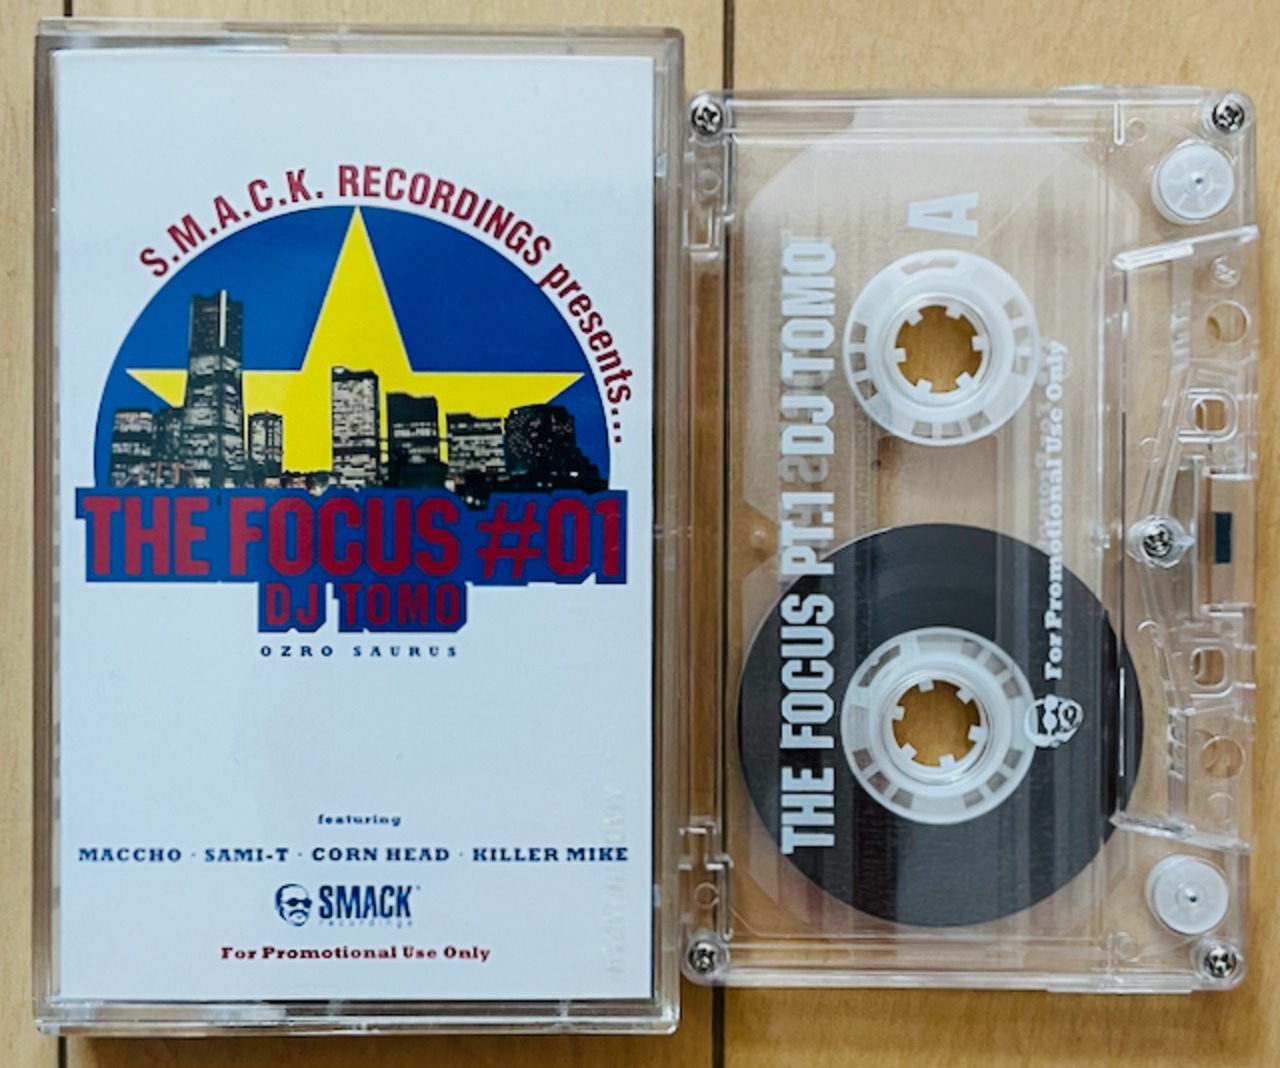 S.M.A.C.K. RECORDINGS presents...
THE FOCUS #01
DJ TOMO
OZRO SAURUS
featuring
MACCHO · SAMI-T · CORN HEAD · KILLER MIKE
SMACK
recordings
For Promotional Use Only
A
THE FOCUS PT.1 DJ TOMO
For Promotional Use Only